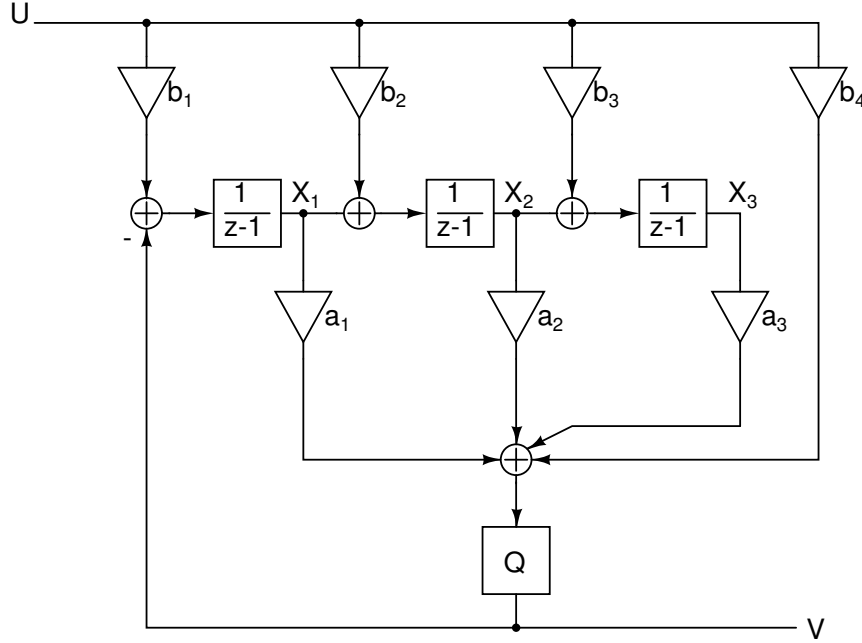 U
b₁ b₂ b₃ b₄
1/z-1 X₁ 1/z-1 X₂ 1/z-1 X₃
-
a₁ a₂ a₃
Q
V